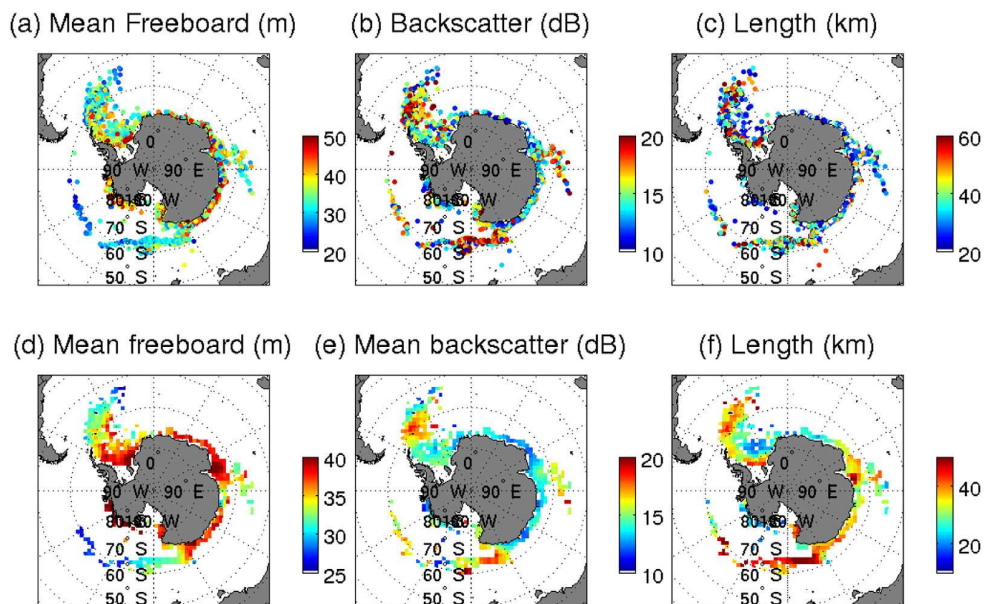 (a) Mean Freeboard (m) (b) Backscatter (dB) (c) Length (km)
50 20 60
0 0 0
40 40
90 W 90 E 90 W 90 E 90 W 90 E
15
30 W W 30 W 40
70 S 70 S 70 S
20 10 20
60 S 60 S 60 S
50 S 50 S 50 S
(d) Mean freeboard (m) (e) Mean backscatter (dB) (f) Length (km)
40 20
0 0 0
35 40
90 W 90 E 90 W 90 E 90 W 90 E
15
30 W W W 20
70 S 70 S 70 S
25 10
60 S 60 S 60 S
50 S 50 S 50 S